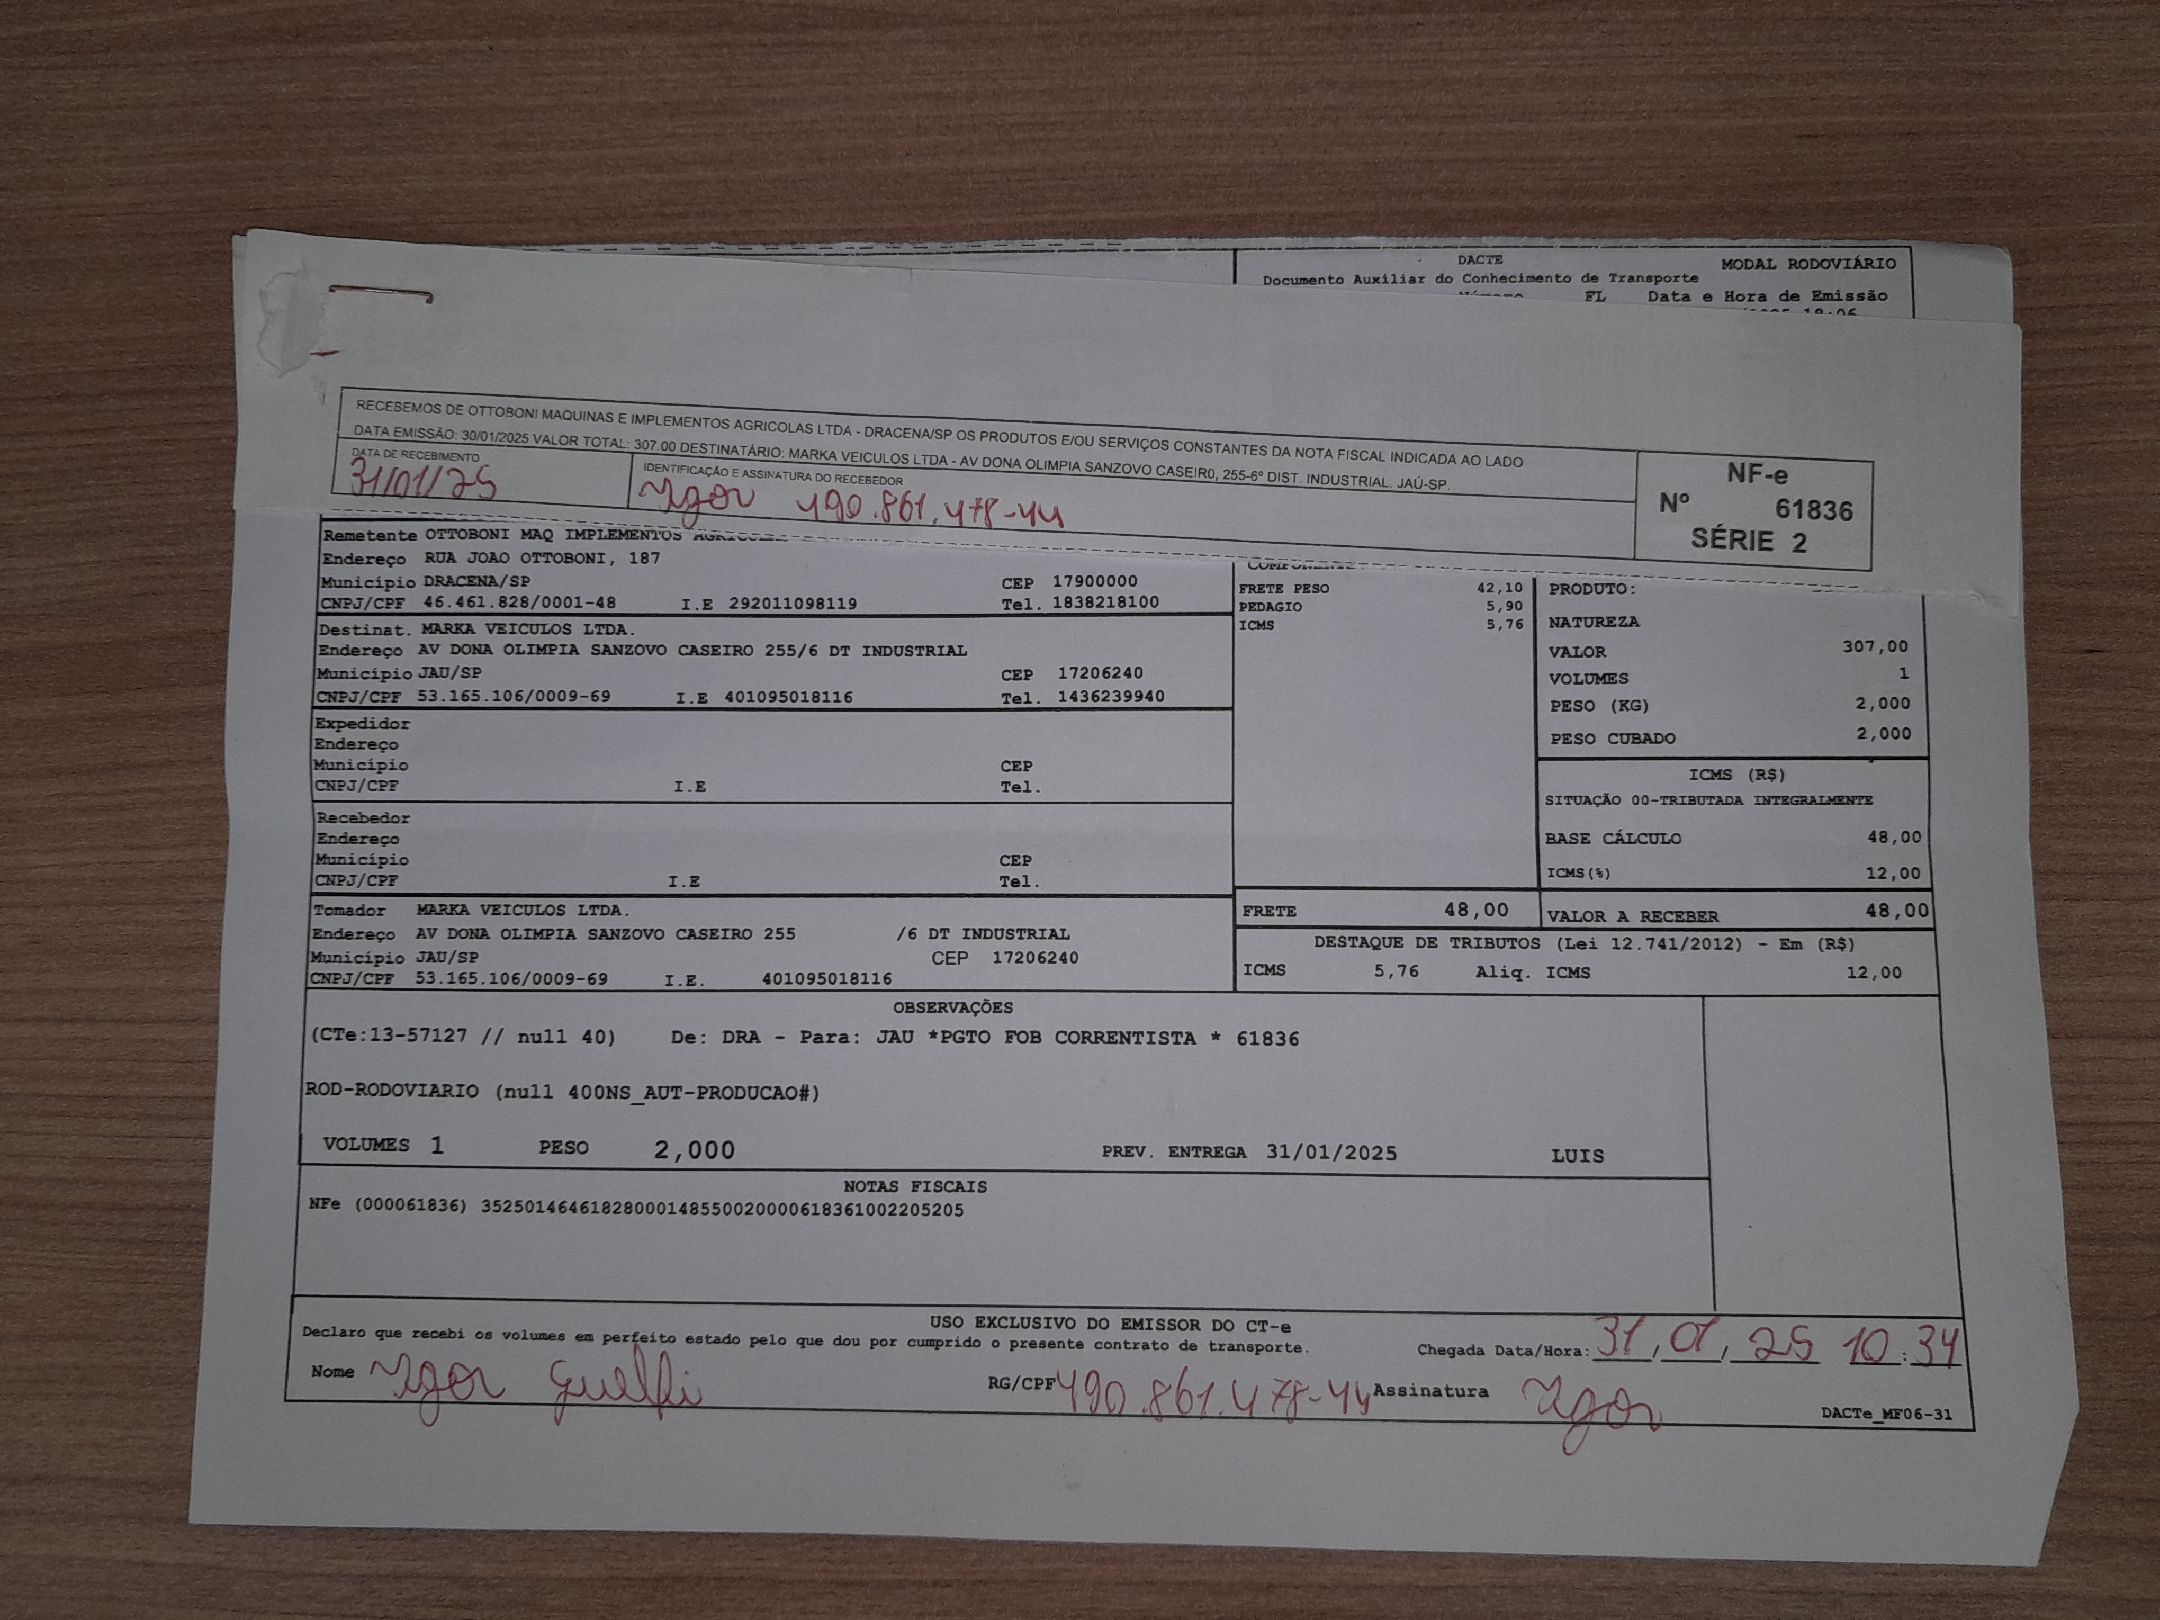 DACTE
MODAL RODOVIÁRIO
Documento Auxiliar do Conhecimento de Transporte
FL Data e Hora de Emissão
RECEBEMOS DE OTTOBONI MAQUINAS E IMPLEMENTOS AGRICOLAS LTDA - DRACENA/SP OS PRODUTOS E/OU SERVIÇOS CONSTANTES DA NOTA FISCAL INDICADA AO LADO
DATA EMISSÃO: 30/01/2025 VALOR TOTAL: 307.00 DESTINATÁRIO: MARKA VEICULOS LTDA - AV DONA OLIMPIA SANZOVO CASEIR0, 255-6º DIST. INDUSTRIAL. JAÚ-SP.
DATA DE RECEBIMENTO
31/01/25
IDENTIFICAÇÃO E ASSINATURA DO RECEBEDOR
Igor 490.861.478-44
NF-e
Nº 61836
SÉRIE 2
Remetente OTTOBONI MAQ IMPLEMENTOS
Endereço RUA JOAO OTTOBONI, 187
Município DRACENA/SP CEP 17900000
CNPJ/CPF 46.461.828/0001-48 I.E 292011098119 Tel. 1838218100
Destinat. MARKA VEICULOS LTDA.
Endereço AV DONA OLIMPIA SANZOVO CASEIRO 255/6 DT INDUSTRIAL
Município JAU/SP CEP 17206240
CNPJ/CPF 53.165.106/0009-69 I.E 401095018116 Tel. 1436239940
Expedidor
Endereço
Município CEP
CNPJ/CPF I.E Tel.
Recebedor
Endereço
Município CEP
CNPJ/CPF I.E Tel.
Tomador MARKA VEICULOS LTDA.
Endereço AV DONA OLIMPIA SANZOVO CASEIRO 255 /6 DT INDUSTRIAL
Município JAU/SP CEP 17206240
CNPJ/CPF 53.165.106/0009-69 I.E. 401095018116
FRETE PESO 42,10
PEDAGIO 5,90
ICMS 5,76
PRODUTO:
NATUREZA
VALOR 307,00
VOLUMES 1
PESO (KG) 2,000
PESO CUBADO 2,000
ICMS (R$)
SITUAÇÃO 00-TRIBUTADA INTEGRALMENTE
BASE CÁLCULO 48,00
ICMS(%) 12,00
FRETE 48,00
VALOR A RECEBER 48,00
DESTAQUE DE TRIBUTOS (Lei 12.741/2012) - Em (R$)
ICMS 5,76 Aliq. ICMS 12,00
OBSERVAÇÕES
(CTe:13-57127 // null 40) De: DRA - Para: JAU *PGTO FOB CORRENTISTA * 61836
ROD-RODOVIARIO (null 400NS_AUT-PRODUCAO#)
VOLUMES 1 PESO 2,000 PREV. ENTREGA 31/01/2025 LUIS
NOTAS FISCAIS
NFe (000061836) 35250146461828000148550020000618361002205205
USO EXCLUSIVO DO EMISSOR DO CT-e
Declaro que recebi os volumes em perfeito estado pelo que dou por cumprido o presente contrato de transporte.
Chegada Data/Hora: 31,01,25 10:34
Nome Igor Guelfi RG/CPF 490.861.478-44 Assinatura Igor
DACTe_MF06-31